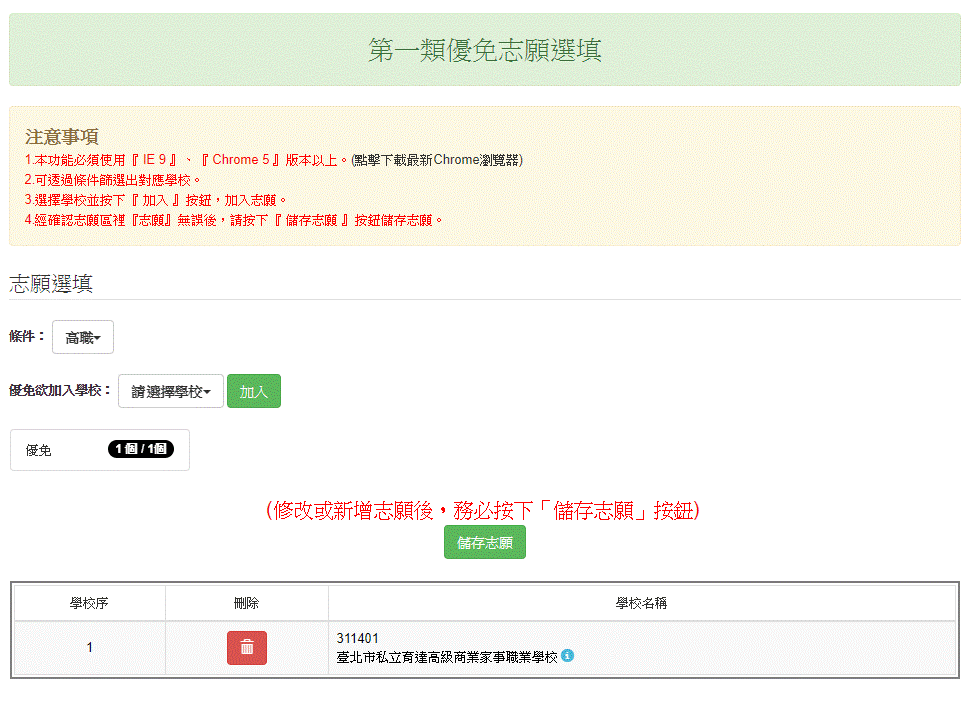 第一類優免志願選填
注意事項
1.本功能必須使用『 IE 9 』、『 Chrome 5 』版本以上。(點擊下載最新Chrome瀏覽器)
2.可透過條件篩選出對應學校。
3.選擇學校並按下『 加入 』按鈕，加入志願。
4.經確認志願區裡『志願』無誤後，請按下『 儲存志願 』按鈕儲存志願。
志願選填
條件： 高職
優免欲加入學校： 請選擇學校 加入
優免 1 個 / 1個
(修改或新增志願後，務必按下「儲存志願」按鈕)
儲存志願
學校序 刪除 學校名稱
1 311401
臺北市私立育達高級商業家事職業學校